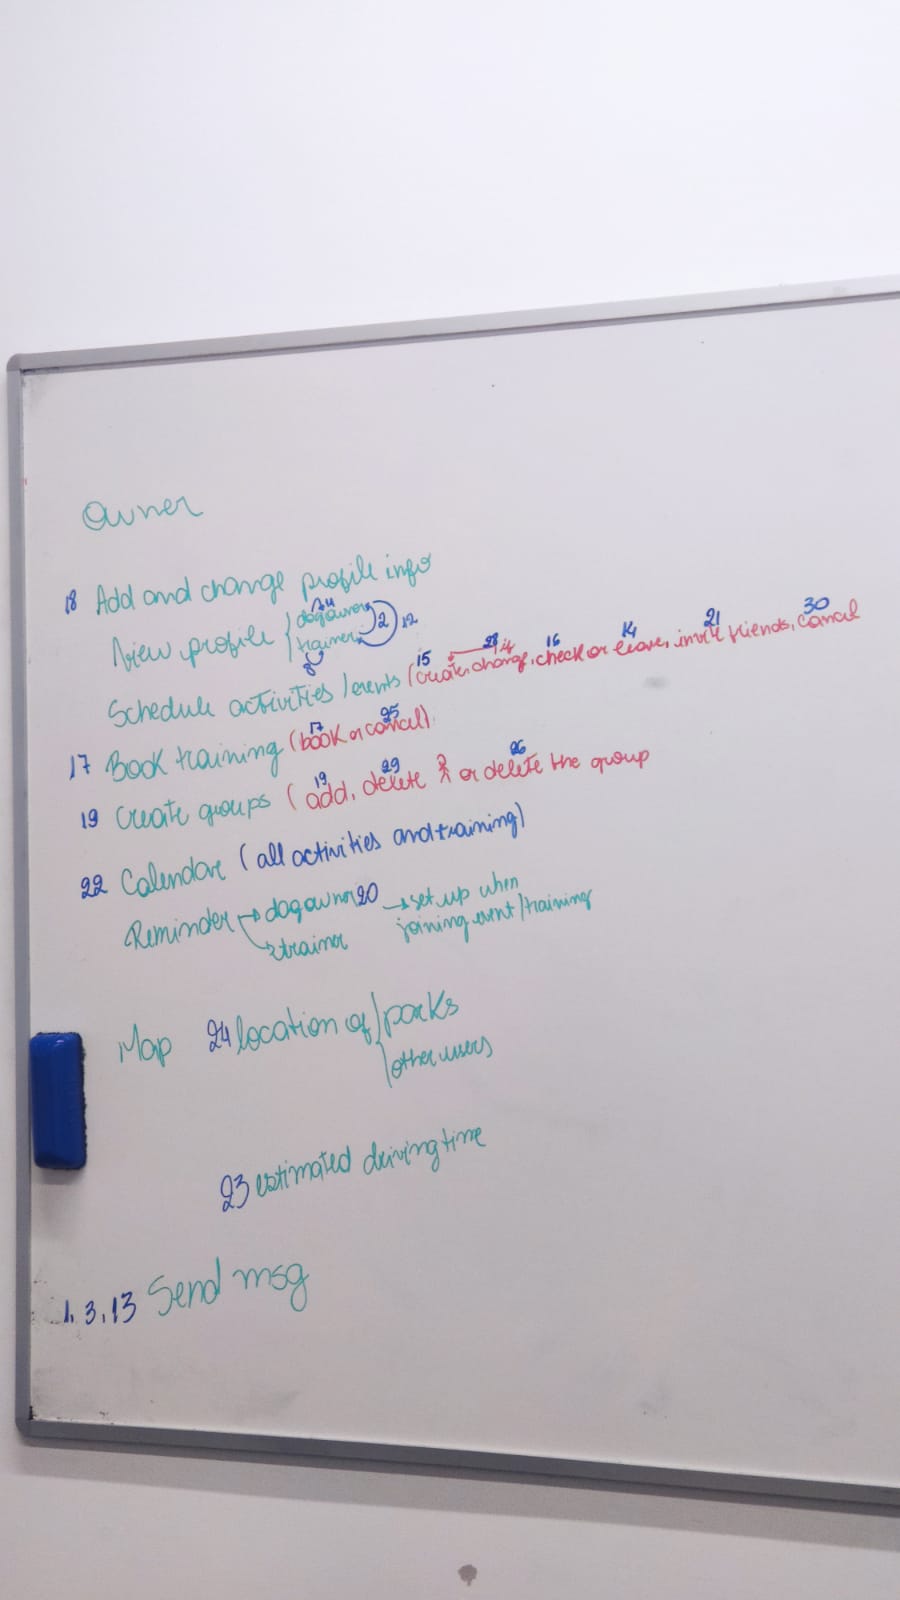 Owner
18 Add and change profile info
View profile dogowner 2 12
trainer
8
Schedule activities / events (create, change, check or leave, invite friends, cancel
15 28 16 14 21 30
17 Book training (book or cancel)
17 25
19 Create groups ( add, delete or delete the group
19 29 26
22 Calendare ( all activities and training)
Reminder → dogowner 20 → set up when
→ trainer joining event / training
Map 24 location of parks
other users
23 estimated driving time
1, 3, 13 Send msg